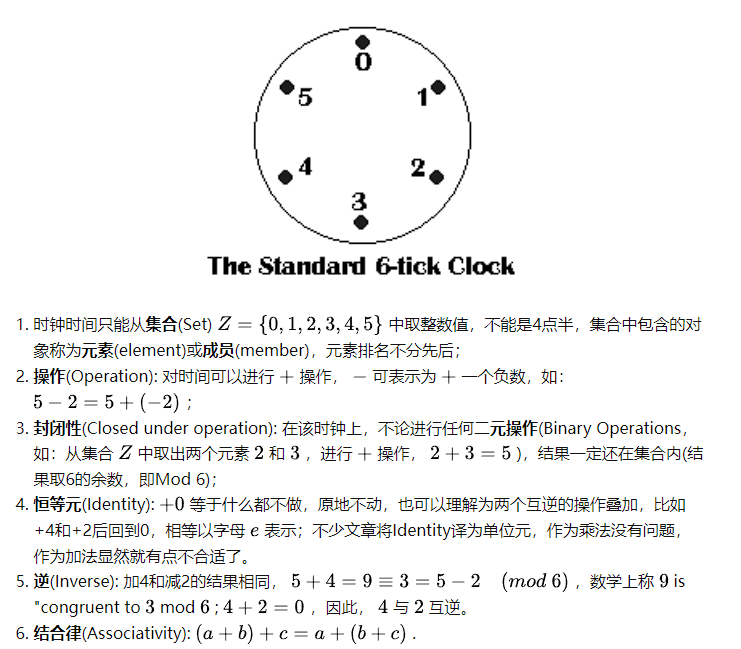 0
5
1
4
2
3
The Standard 6-tick Clock
1. 时钟时间只能从集合(Set) Z = {0, 1, 2, 3, 4, 5} 中取整数值，不能是4点半，集合中包含的对
象称为元素(element)或成员(member)，元素排名不分先后；
2. 操作(Operation): 对时间可以进行 + 操作， − 可表示为 + 一个负数，如：
5 − 2 = 5 + (−2) ；
3. 封闭性(Closed under operation): 在该时钟上，不论进行任何二元操作(Binary Operations，
如：从集合 Z 中取出两个元素 2 和 3 ，进行 + 操作， 2 + 3 = 5 )，结果一定还在集合内(结
果取6的余数，即Mod 6)；
4. 恒等元(Identity): +0 等于什么都不做，原地不动，也可以理解为两个互逆的操作叠加，比如
+4和+2后回到0，相等以字母 e 表示；不少文章将Identity译为单位元，作为乘法没有问题，
作为加法显然就有点不合适了。
5. 逆(Inverse): 加4和减2的结果相同， 5 + 4 = 9 ≡ 3 = 5 − 2 (mod 6) ，数学上称 9 is
"congruent to 3 mod 6 ; 4 + 2 = 0 ，因此， 4 与 2 互逆。
6. 结合律(Associativity): (a + b) + c = a + (b + c) .